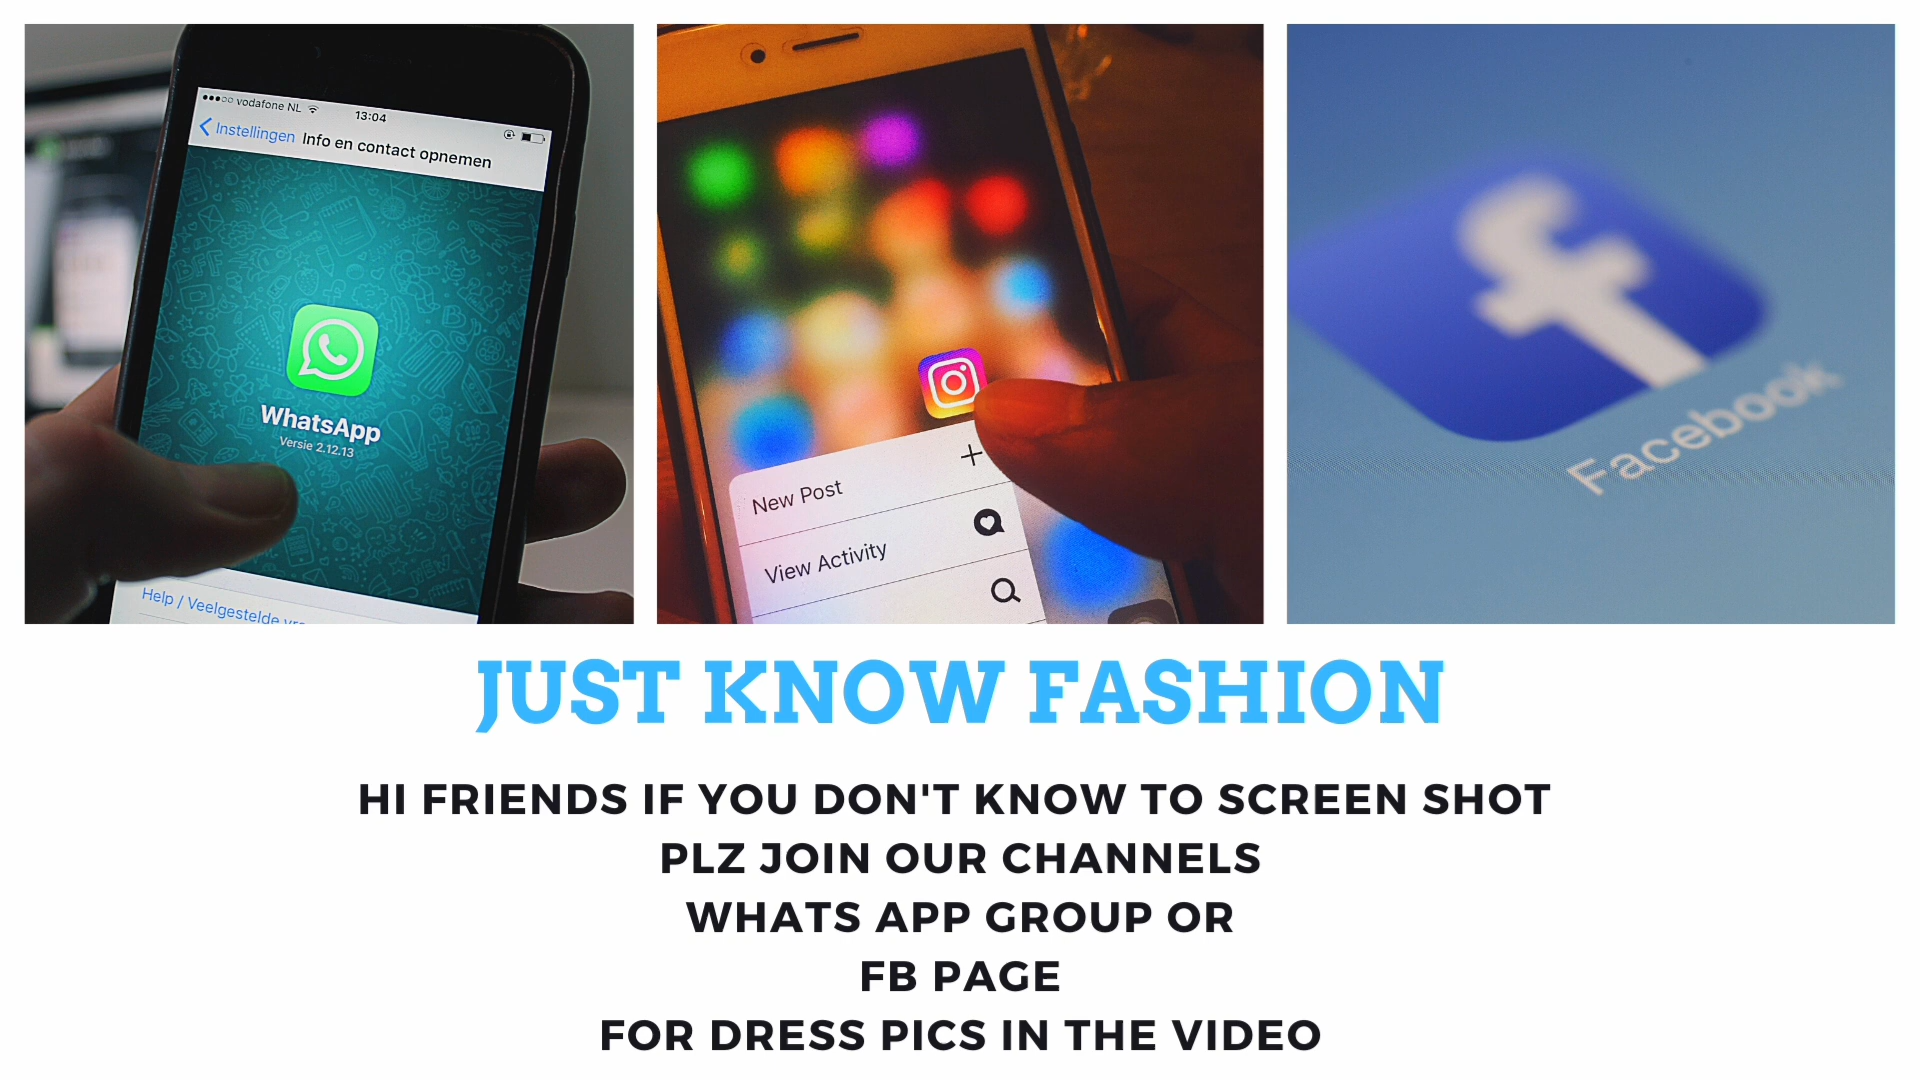 vodafone NL
13:04
Instellingen Info en contact opnemen
WhatsApp
Versie 2.12.13
Help / Veelgestelde
New Post
View Activity
Facebook
JUST KNOW FASHION
HI FRIENDS IF YOU DON'T KNOW TO SCREEN SHOT
PLZ JOIN OUR CHANNELS
WHATS APP GROUP OR
FB PAGE
FOR DRESS PICS IN THE VIDEO